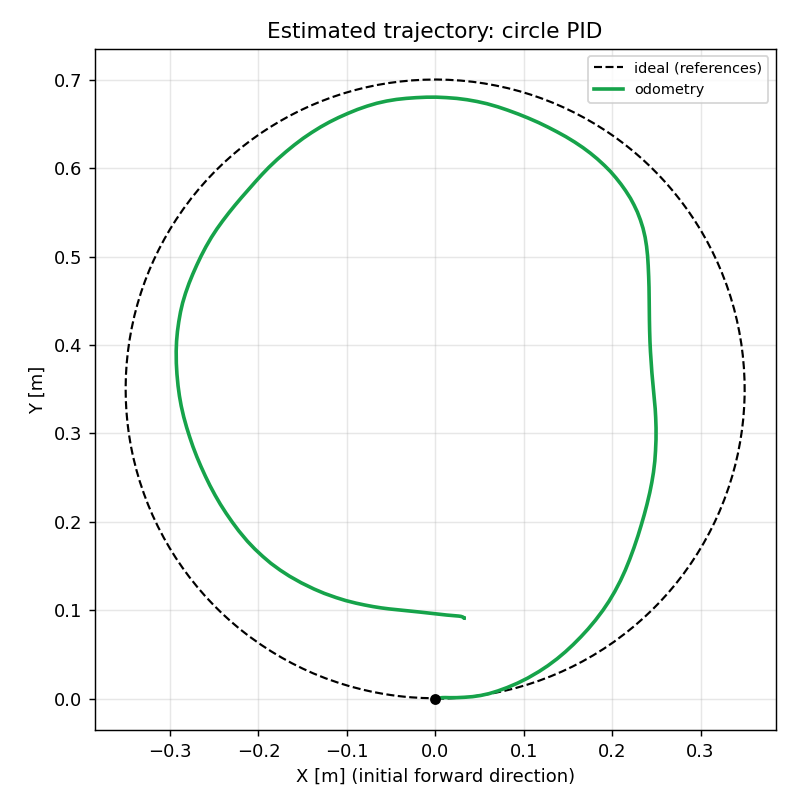 Estimated trajectory: circle PID
ideal (references)
odometry
Y [m]
0.7
0.6
0.5
0.4
0.3
0.2
0.1
0.0
−0.3 −0.2 −0.1 0.0 0.1 0.2 0.3
X [m] (initial forward direction)